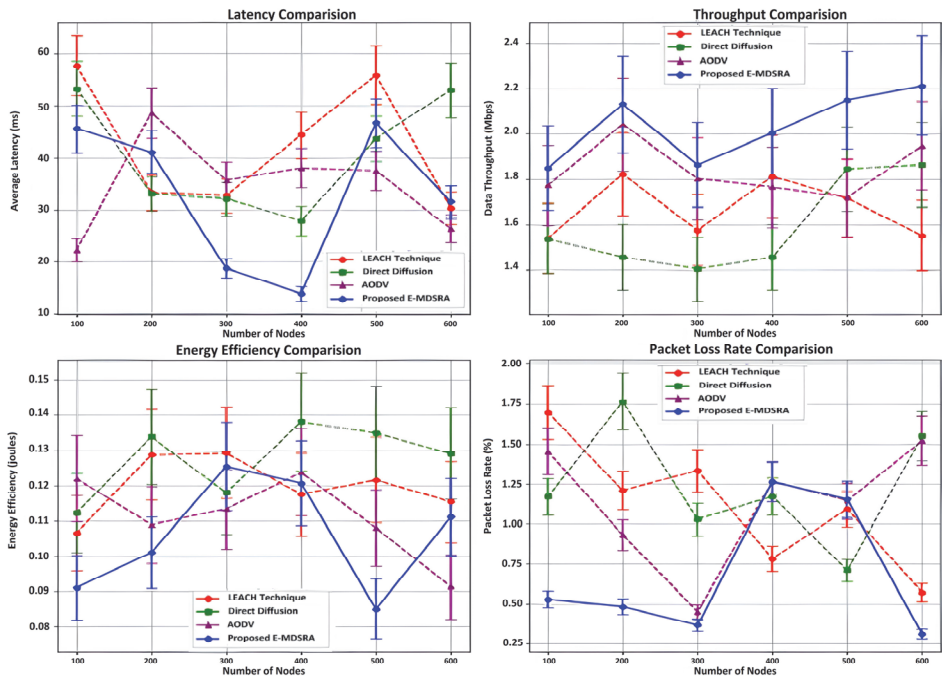 Latency Comparision
Average Latency (ms)
60
50
40
30
20
10
LEACH Technique
Direct Diffusion
AODV
Proposed E-MDSRA
100
200
300
400
500
600
Number of Nodes
Throughput Comparision
Data Throughput (Mbps)
2.4
2.2
2.0
1.8
1.6
1.4
LEACH Technique
Direct Diffusion
AODV
Proposed E-MDSRA
100
200
300
400
500
600
Number of Nodes
Energy Efficiency Comparision
Energy Efficiency (joules)
0.15
0.14
0.13
0.12
0.11
0.10
0.09
0.08
LEACH Technique
Direct Diffusion
AODV
Proposed E-MDSRA
100
200
300
400
500
600
Number of Nodes
Packet Loss Rate Comparision
Packet Loss Rate (%)
2.00
1.75
1.50
1.25
1.00
0.75
0.50
0.25
LEACH Technique
Direct Diffusion
AODV
Proposed E-MDSRA
100
200
300
400
500
600
Number of Nodes